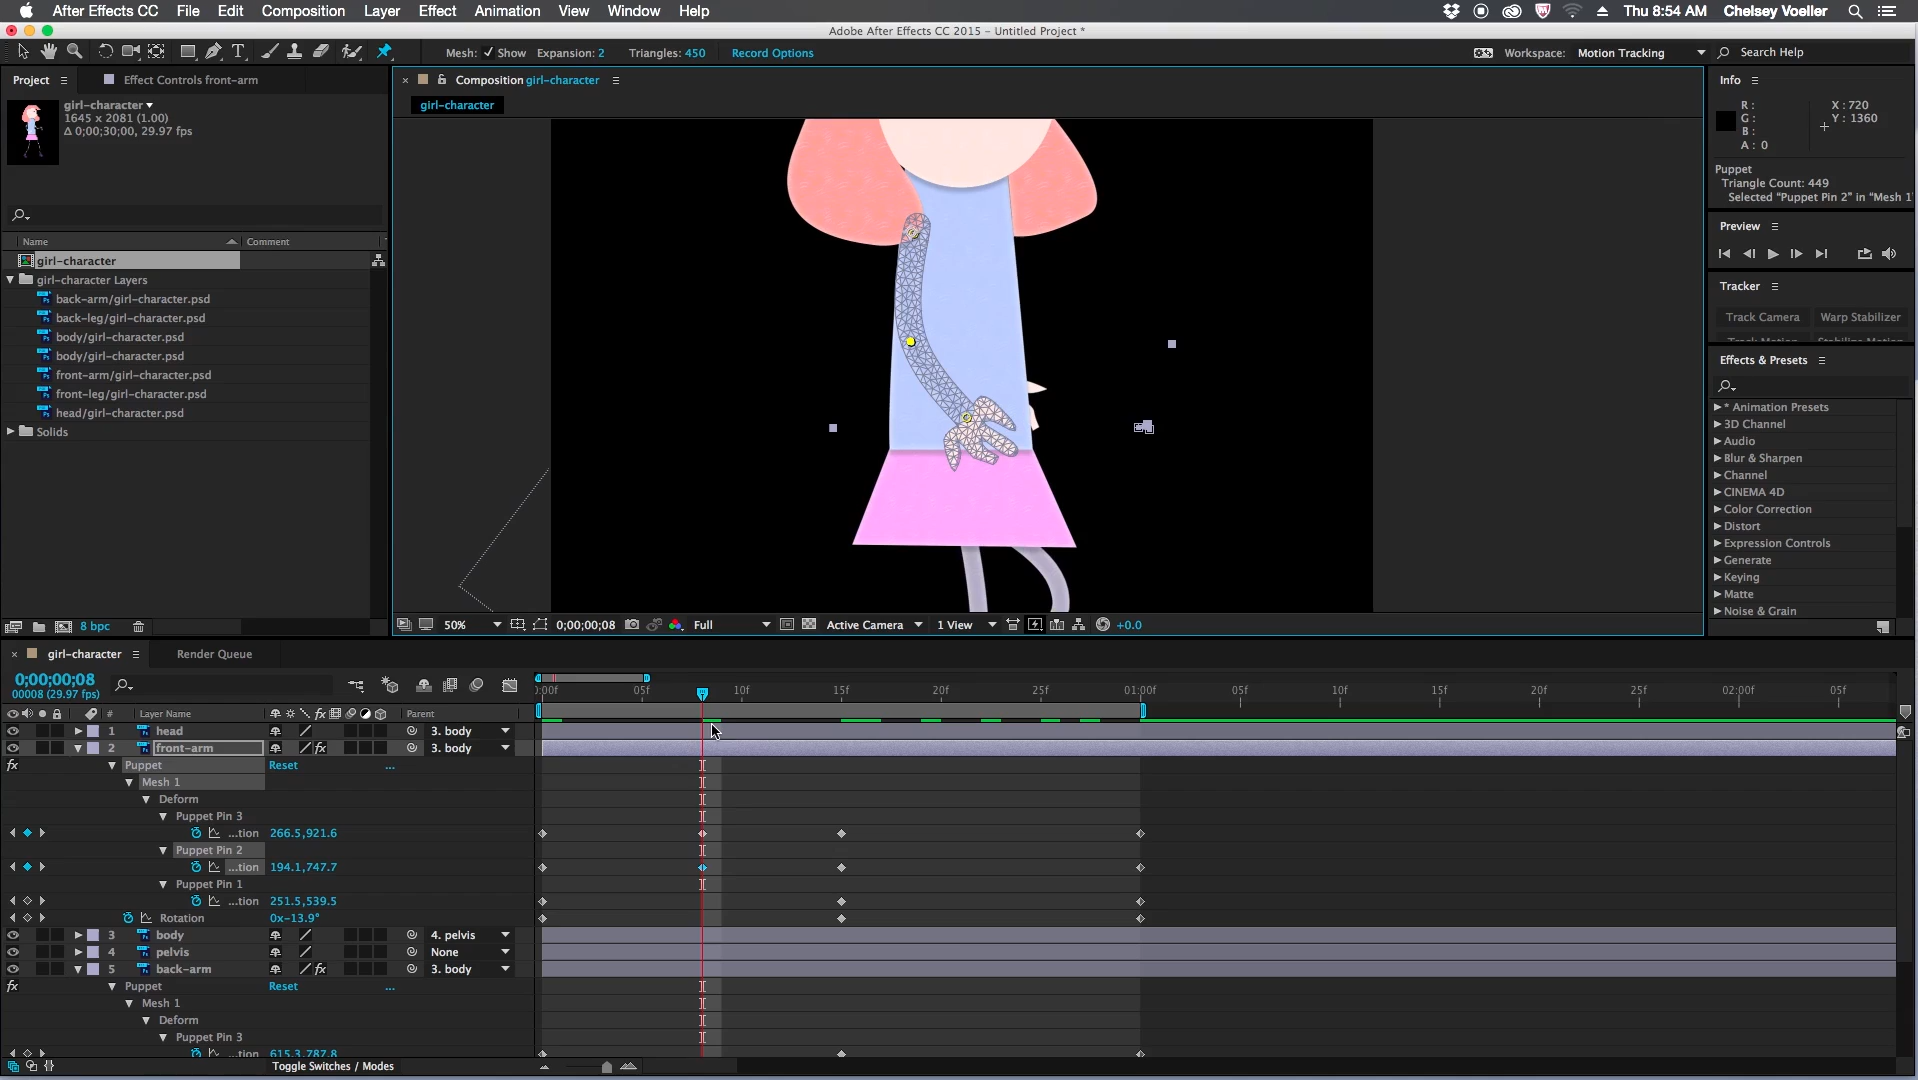 After Effects CC File Edit Composition Layer Effect Animation View Window Help Thu 8:54 AM Chelsey Voeller
Adobe After Effects CC 2015 – Untitled Project *
Mesh: Show Expansion: 2 Triangles: 450 Record Options Workspace: Motion Tracking Search Help
Project Effect Controls front-arm Composition girl-character Info
girl-character
1645 x 2081 (1.00)
Δ 0;00;30;00, 29.97 fps
girl-character
R :
G :
B :
A : 0
X : 720
Y : 1360
Puppet
Triangle Count: 449
Selected "Puppet Pin 2" in "Mesh 1"
Preview
Tracker
Track Camera Warp Stabilizer
Effects & Presets
* Animation Presets
3D Channel
Audio
Blur & Sharpen
Channel
CINEMA 4D
Color Correction
Distort
Expression Controls
Generate
Keying
Matte
Noise & Grain
Name Comment
girl-character
girl-character Layers
back-arm/girl-character.psd
back-leg/girl-character.psd
body/girl-character.psd
body/girl-character.psd
front-arm/girl-character.psd
front-leg/girl-character.psd
head/girl-character.psd
Solids
8 bpc
50% 0;00;00;08 Full Active Camera 1 View +0.0
girl-character Render Queue
0;00;00;08
00008 (29.97 fps)
:00f 05f 10f 15f 20f 25f 01:00f 05f 10f 15f 20f 25f 02:00f 05f
# Layer Name fx Parent
1 head 3. body
2 front-arm fx 3. body
fx Puppet Reset ...
Mesh 1
Deform
Puppet Pin 3
...tion 266.5,921.6
Puppet Pin 2
...tion 194.1,747.7
Puppet Pin 1
...tion 251.5,539.5
Rotation 0x-13.9°
3 body 4. pelvis
4 pelvis None
5 back-arm fx 3. body
fx Puppet Reset ...
Mesh 1
Deform
Puppet Pin 3
...tion 615.3,787.8
Toggle Switches / Modes